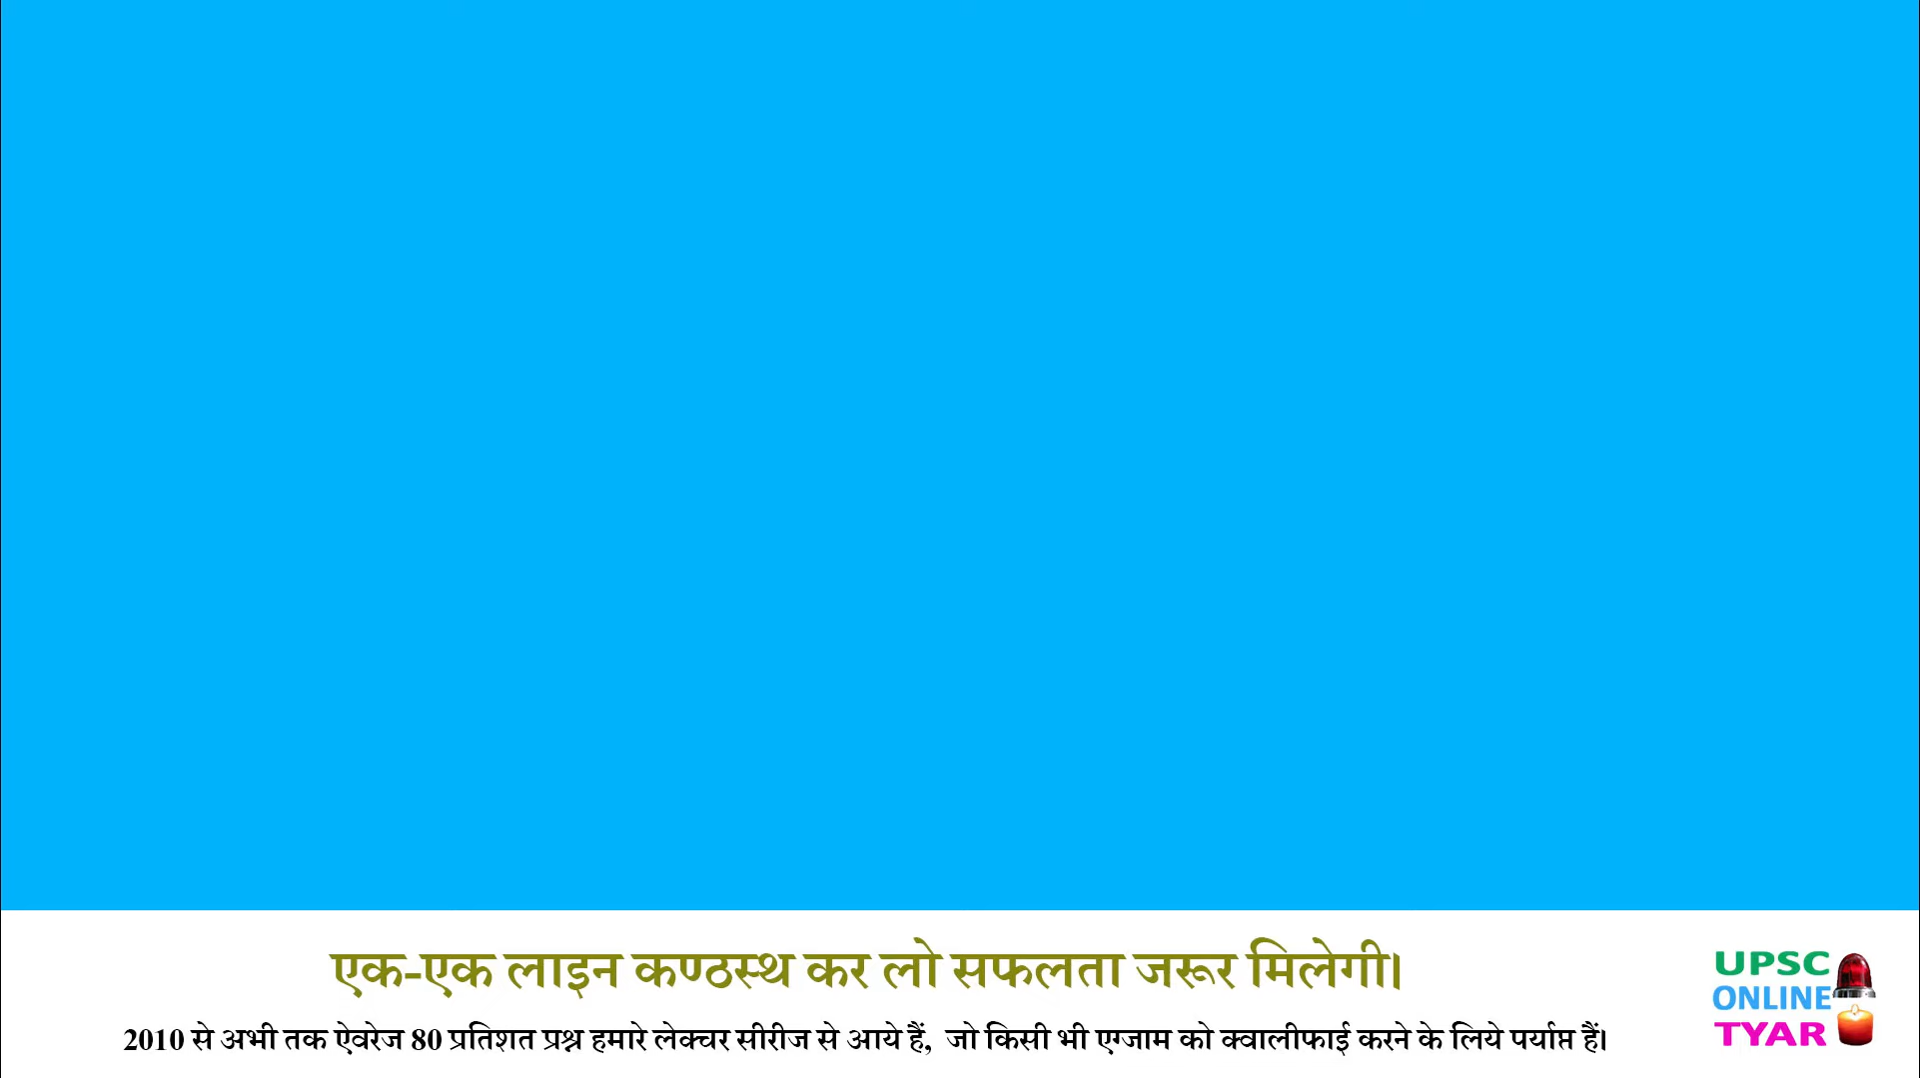 एक-एक लाइन कण्ठस्थ कर लो सफलता जरूर मिलेगी।
2010 से अभी तक ऐवरेज 80 प्रतिशत प्रश्न हमारे लेक्चर सीरीज से आये हैं, जो किसी भी एग्जाम को क्वालीफाई करने के लिये पर्याप्त हैं।
UPSC
ONLINE
TYAR